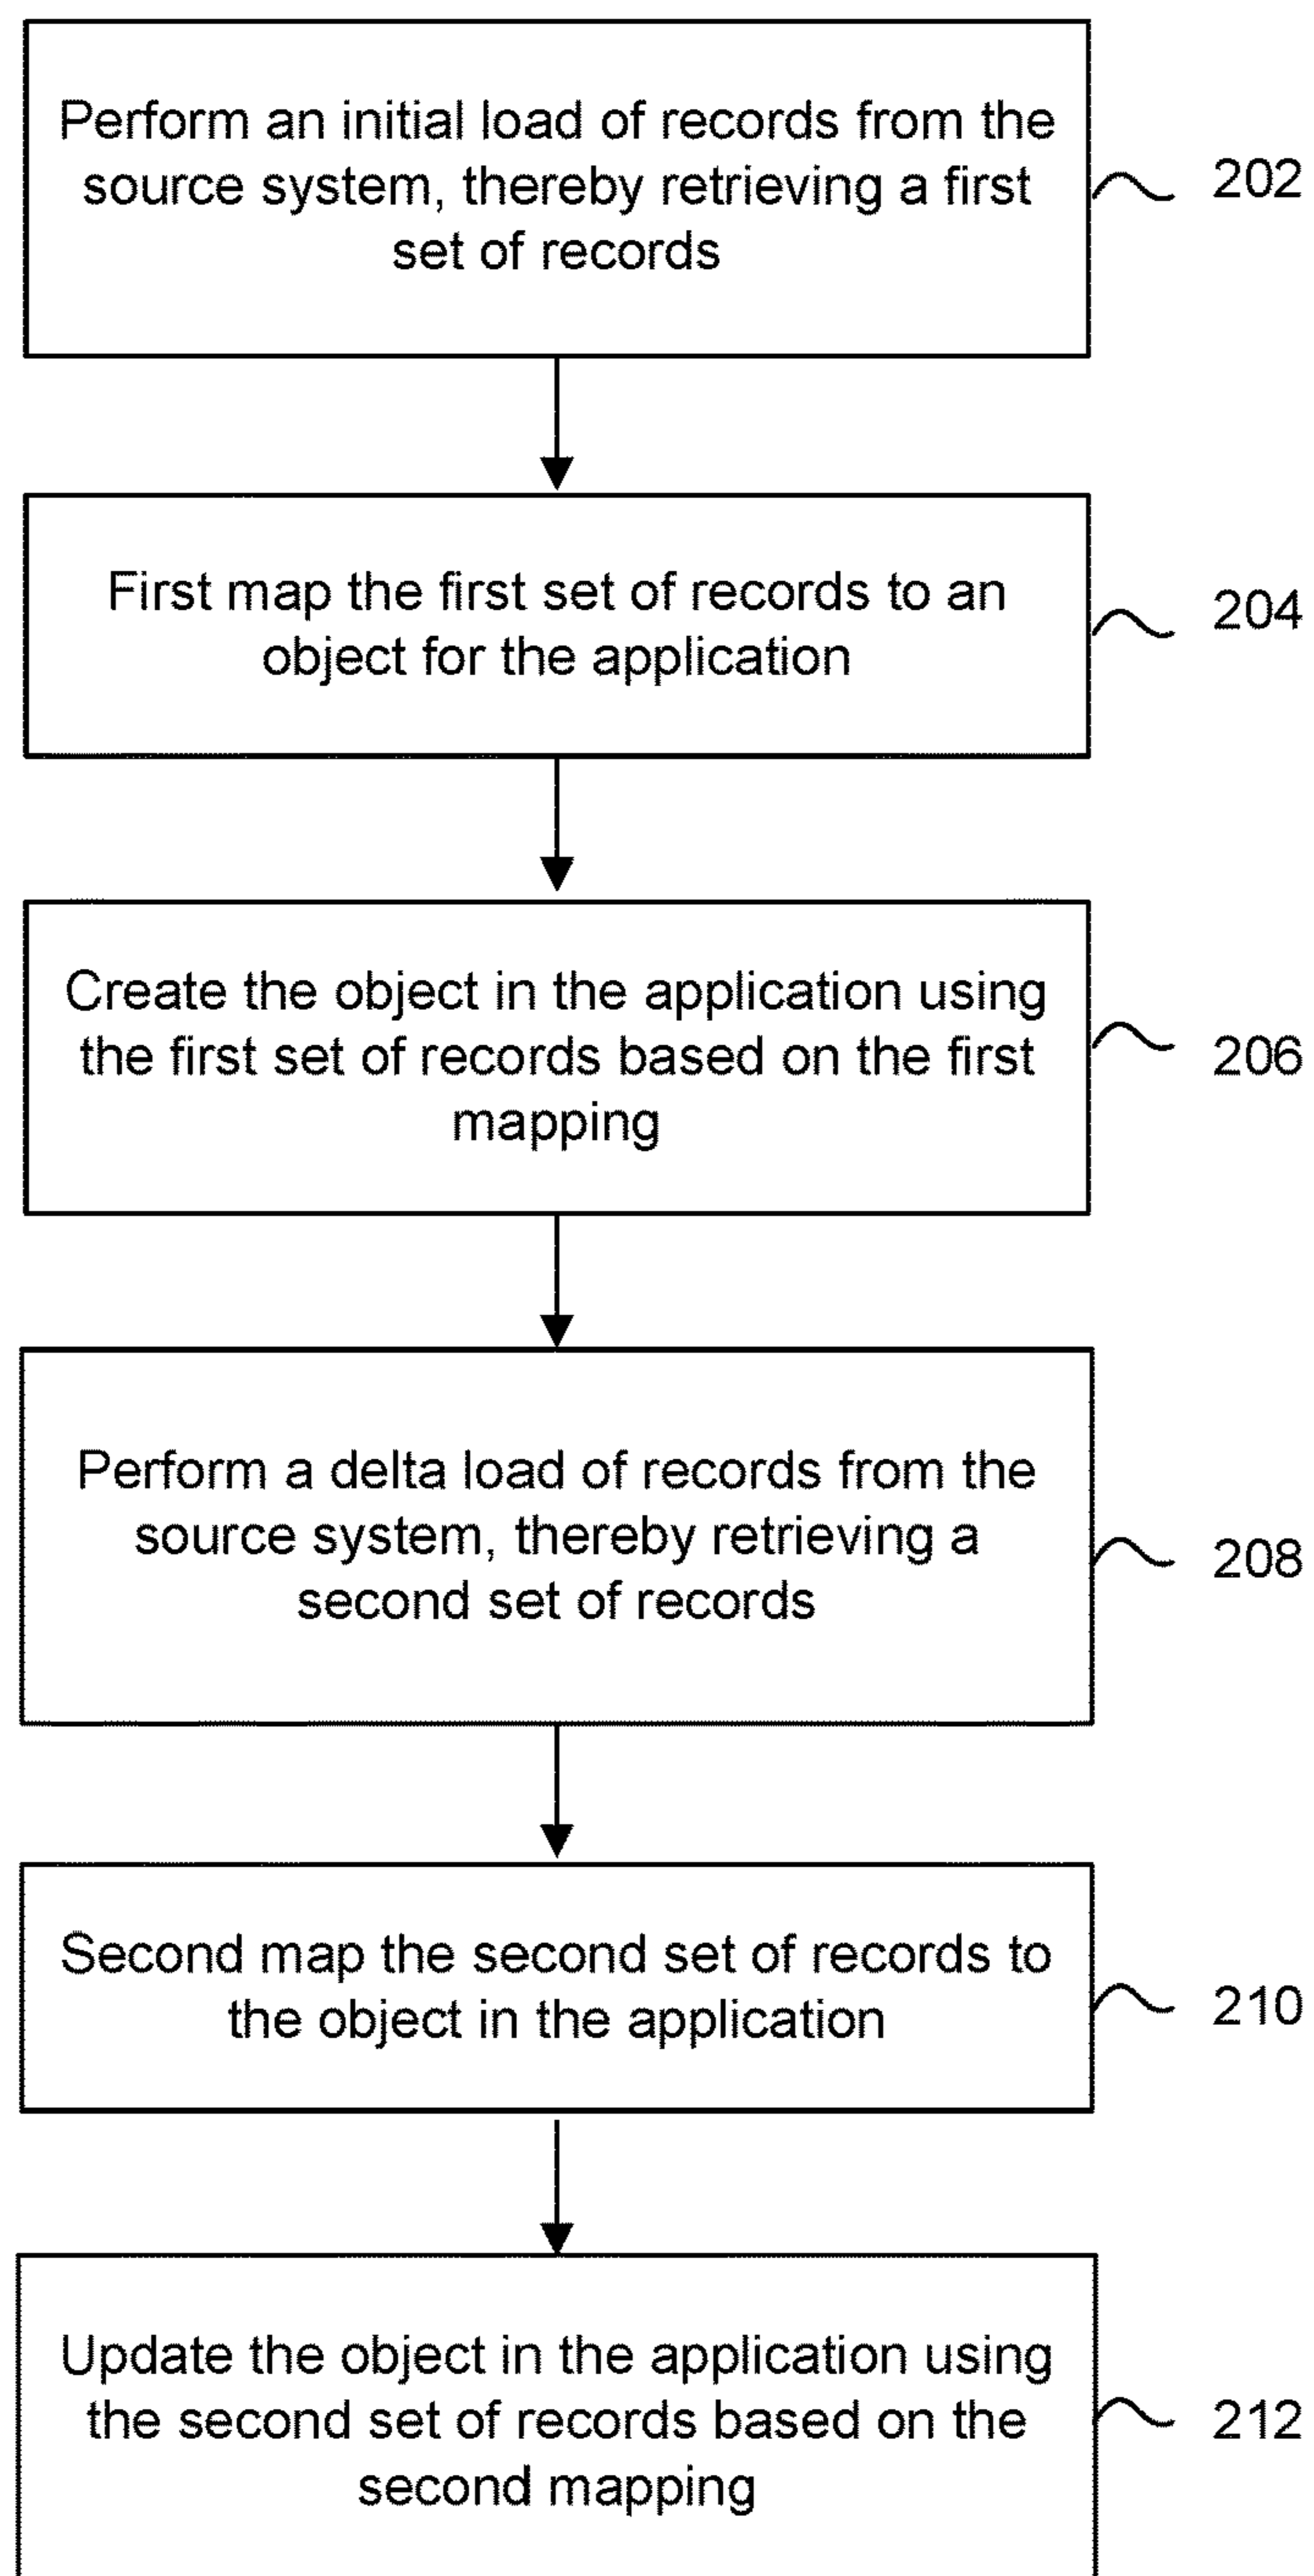 Perform an initial load of records from the
source system, thereby retrieving a first
set of records
202
First map the first set of records to an
object for the application
204
Create the object in the application using
the first set of records based on the first
mapping
206
Perform a delta load of records from the
source system, thereby retrieving a
second set of records
208
Second map the second set of records to
the object in the application
210
Update the object in the application using
the second set of records based on the
second mapping
212